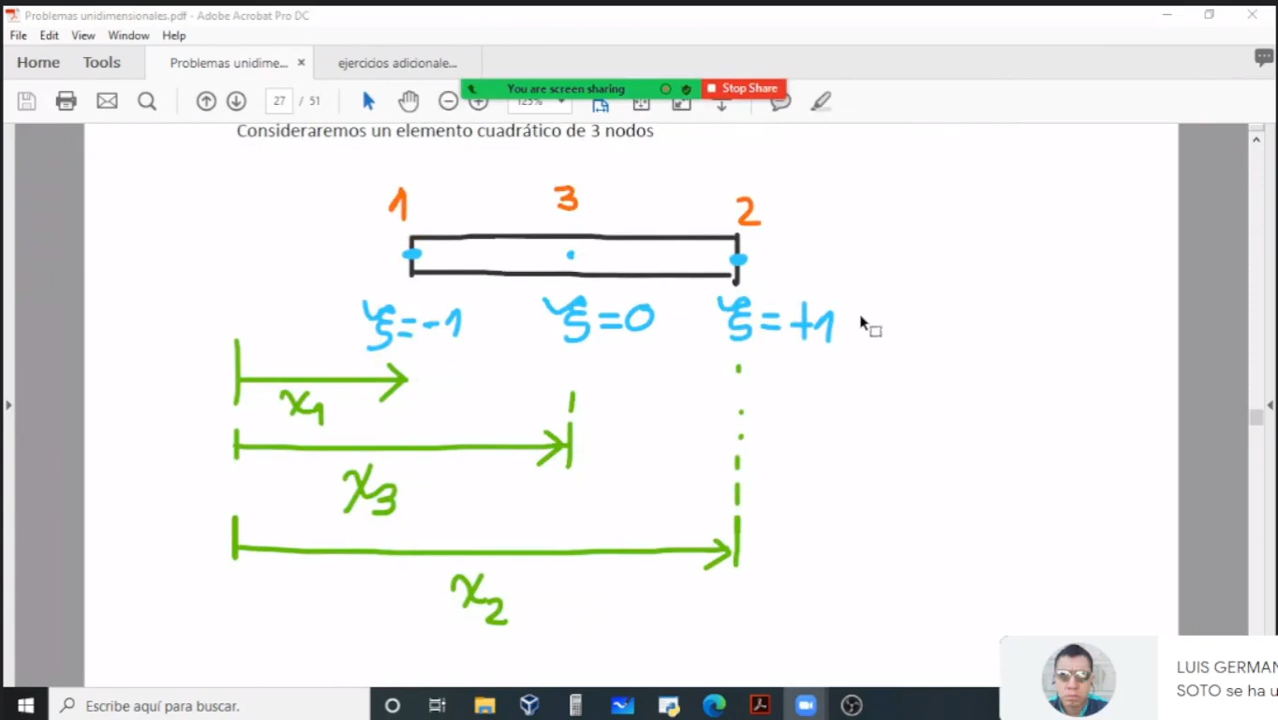 Problemas unidimensionales.pdf - Adobe Acrobat Pro DC
File Edit View Window Help
Home Tools Problemas unidime... × ejercicios adicionale...
You are screen sharing Stop Share
27 / 51 125%
Consideraremos un elemento cuadrático de 3 nodos
1 3 2
ξ=-1 ξ=0 ξ=+1
x₁
x₃
x₂
LUIS GERMAN
SOTO se ha u
Escribe aquí para buscar.